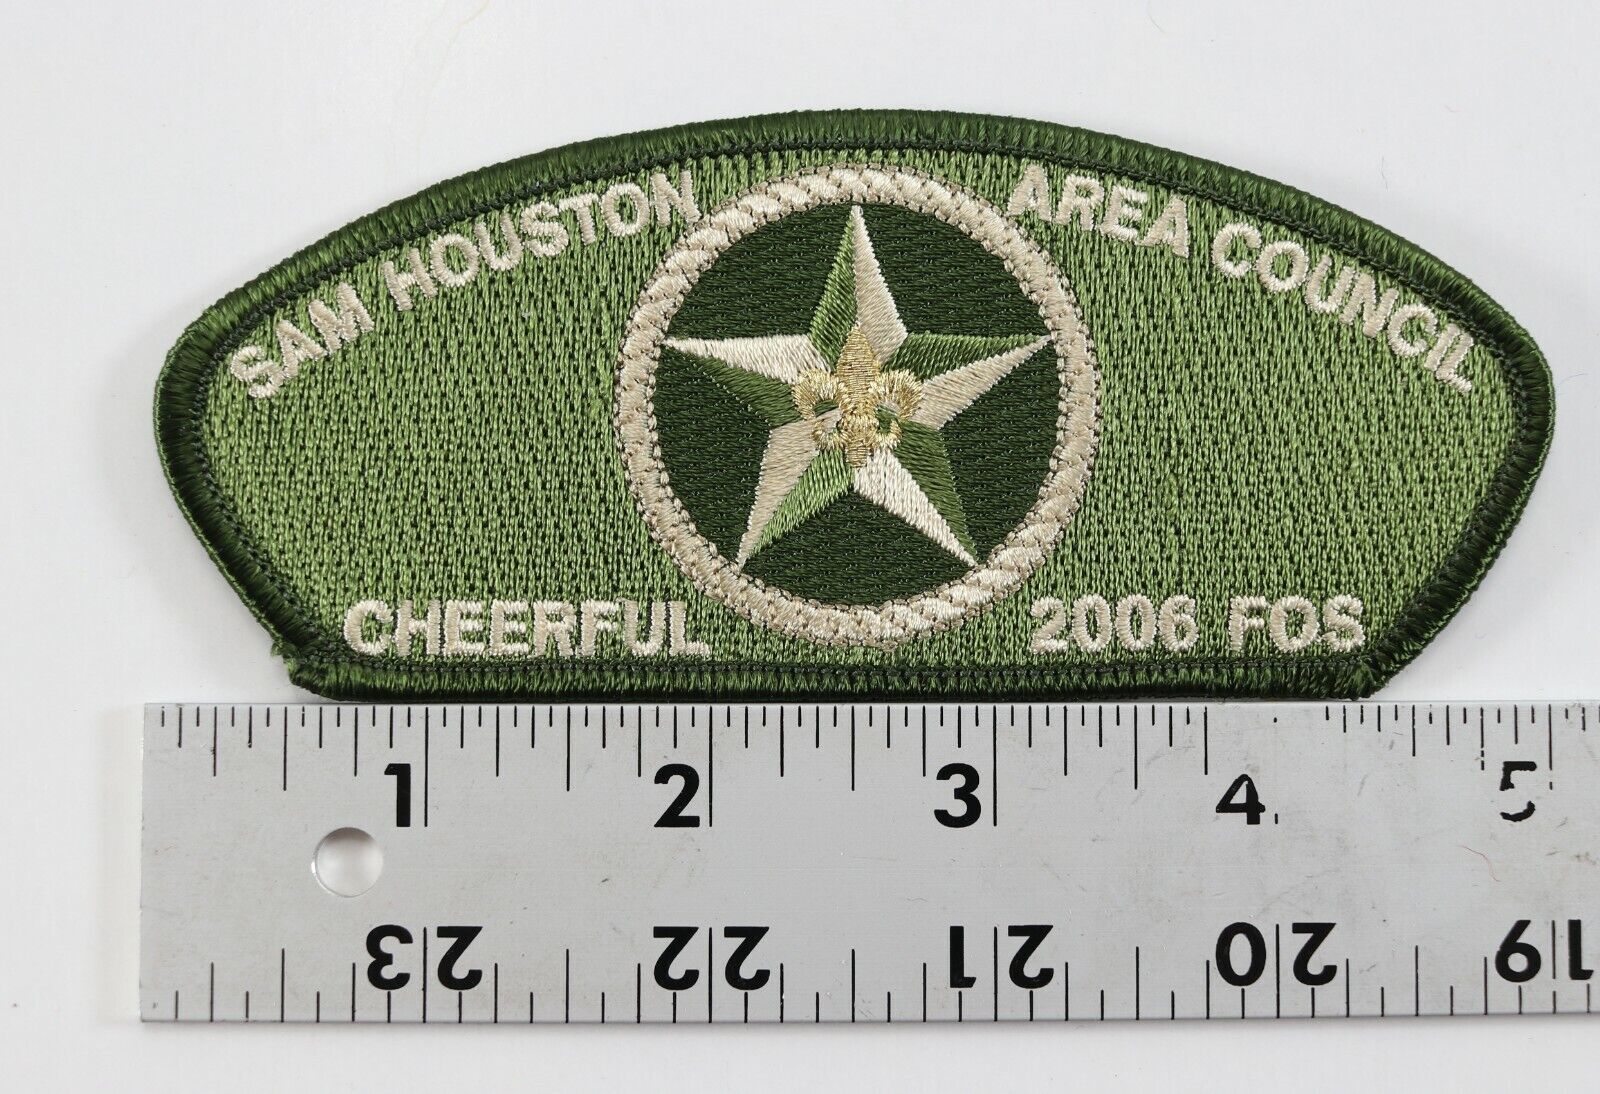 SAM HOUSTON AREA COUNCIL
CHEERFUL 2006 FOS
1 2 3 4 5
23 22 21 20 19